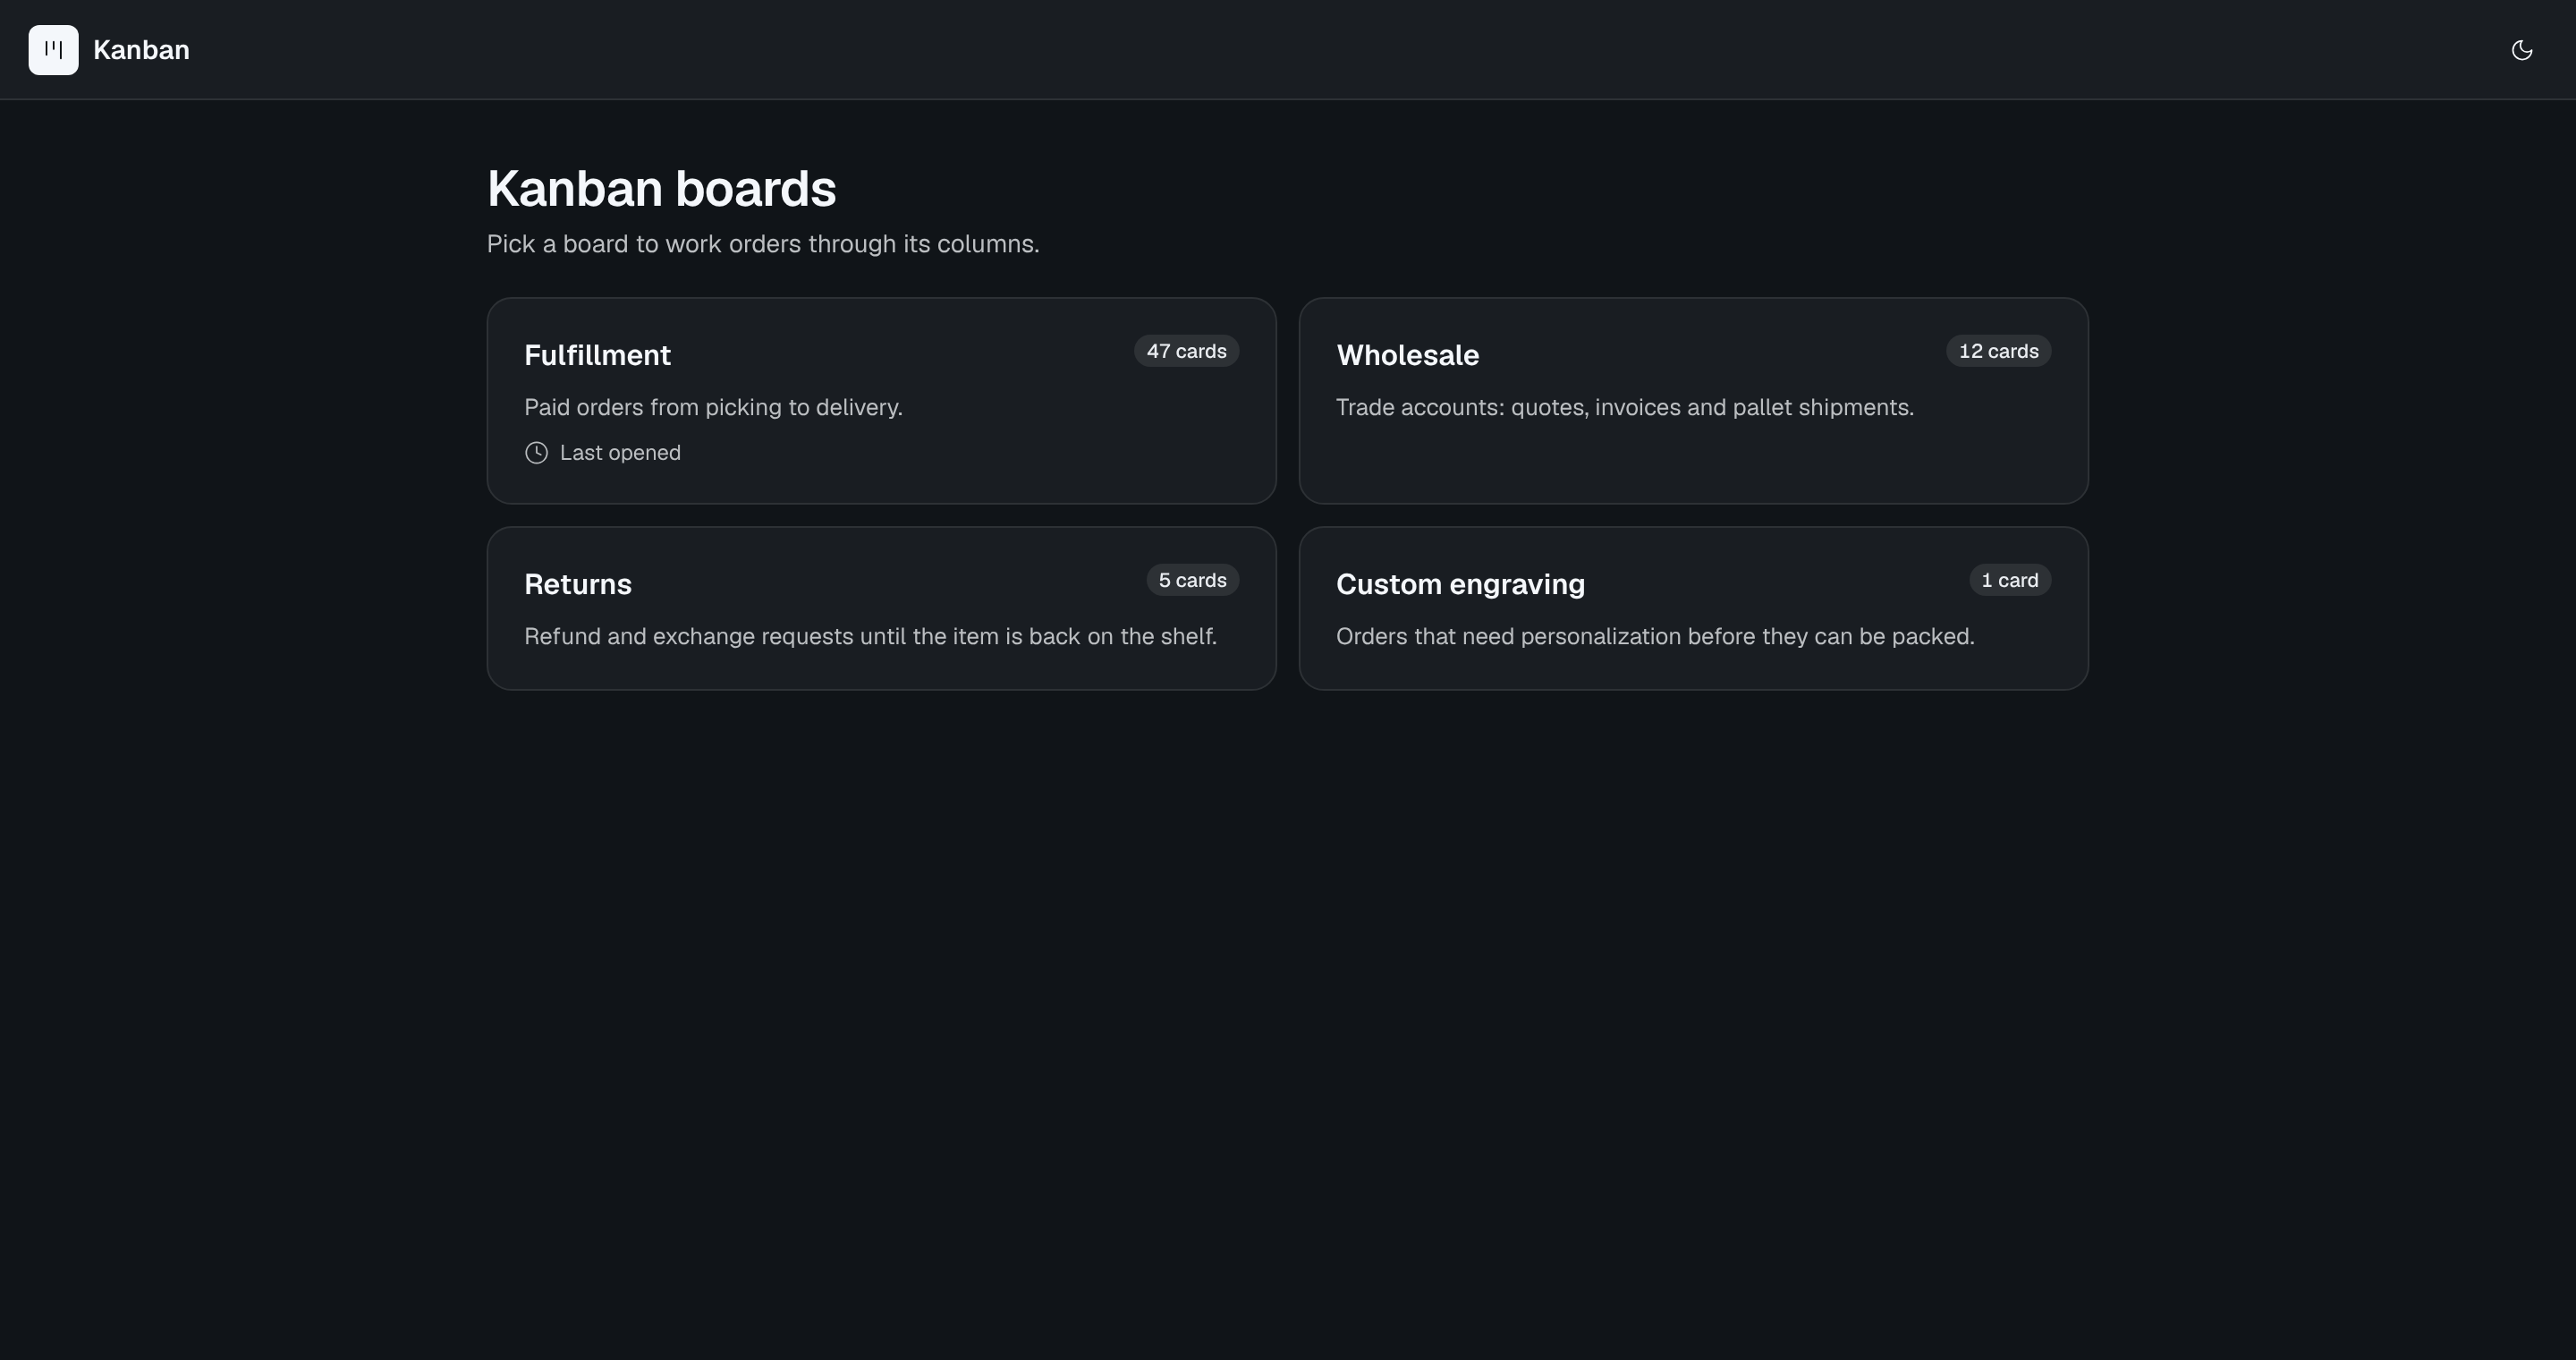 Kanban
Kanban boards
Pick a board to work orders through its columns.
Fulfillment
47 cards
Paid orders from picking to delivery.
Last opened
Wholesale
12 cards
Trade accounts: quotes, invoices and pallet shipments.
Returns
5 cards
Refund and exchange requests until the item is back on the shelf.
Custom engraving
1 card
Orders that need personalization before they can be packed.